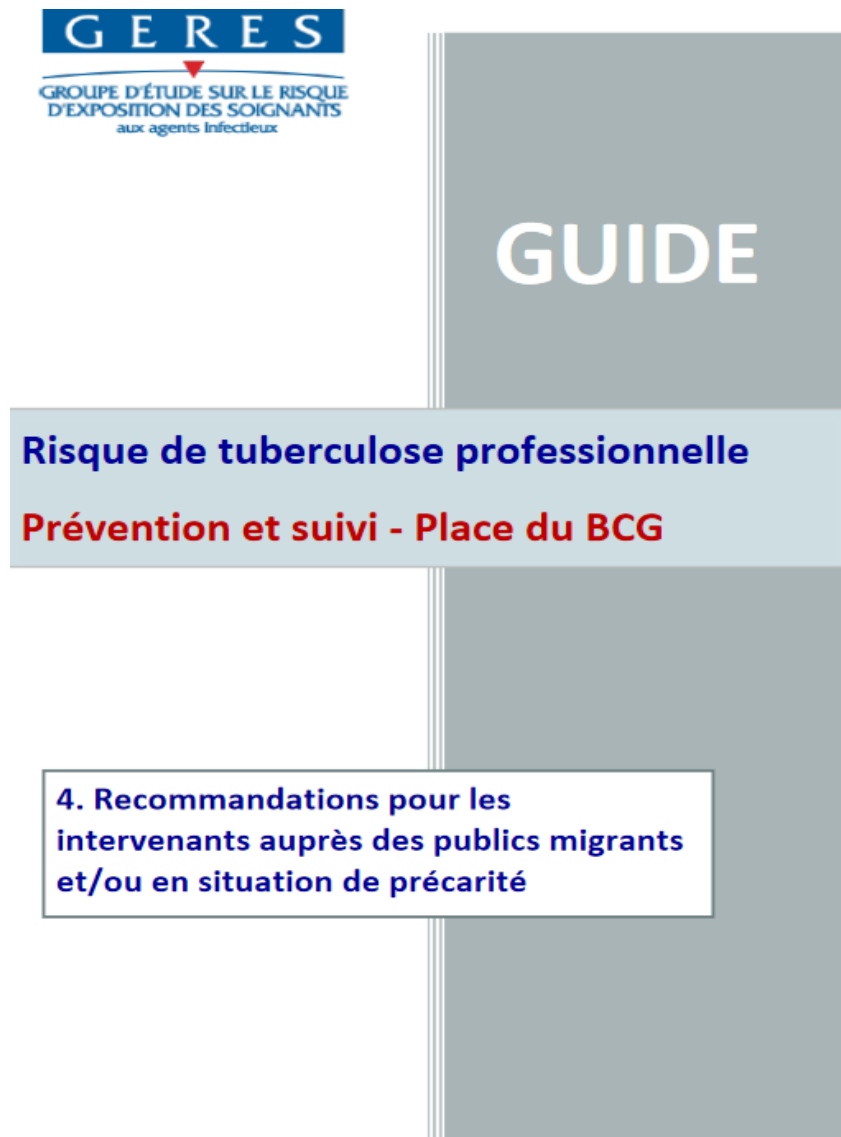 GERES
GROUPE D'ÉTUDE SUR LE RISQUE
D'EXPOSITION DES SOIGNANTS
aux agents infectieux
GUIDE
Risque de tuberculose professionnelle
Prévention et suivi - Place du BCG
4. Recommandations pour les
intervenants auprès des publics migrants
et/ou en situation de précarité